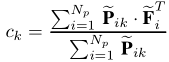 $c_k = \frac{\sum_{i=1}^{N_p} \widetilde{\mathbf{P}}_{ik} \cdot \widetilde{\mathbf{F}}_i^T}{\sum_{i=1}^{N_p} \widetilde{\mathbf{P}}_{ik}}$